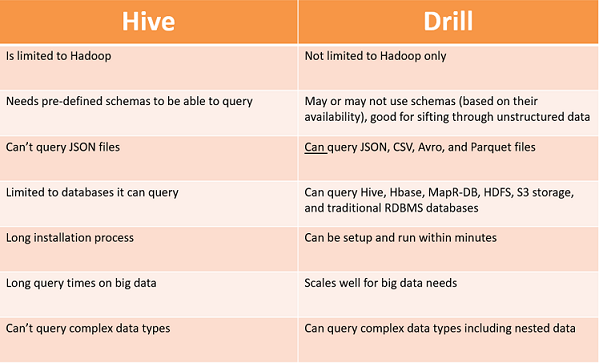 Hive Drill
Is limited to Hadoop Not limited to Hadoop only
Needs pre-defined schemas to be able to query May or may not use schemas (based on their
availability), good for sifting through unstructured data
Can’t query JSON files Can query JSON, CSV, Avro, and Parquet files
Limited to databases it can query Can query Hive, Hbase, MapR-DB, HDFS, S3 storage,
and traditional RDBMS databases
Long installation process Can be setup and run within minutes
Long query times on big data Scales well for big data needs
Can’t query complex data types Can query complex data types including nested data